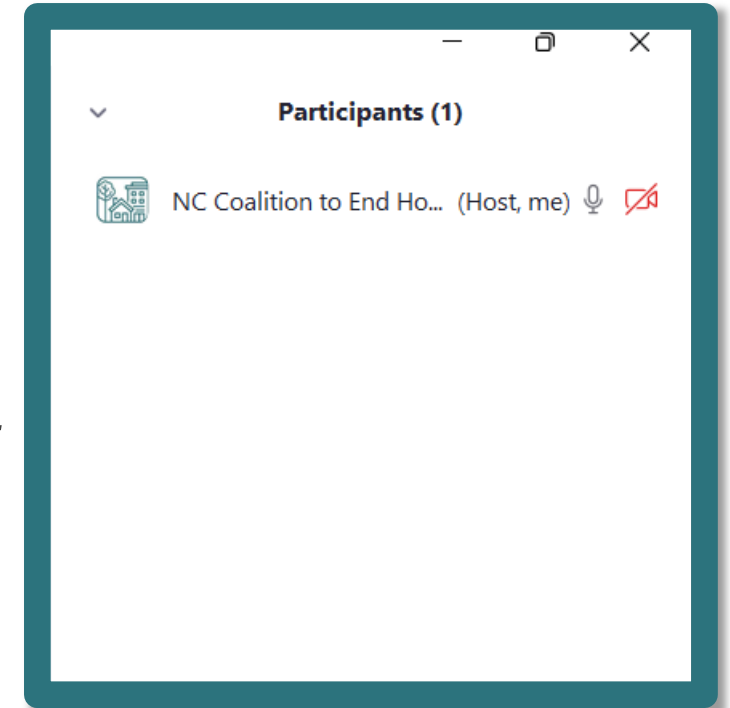 Participants (1)
NC Coalition to End Ho... (Host, me)
,